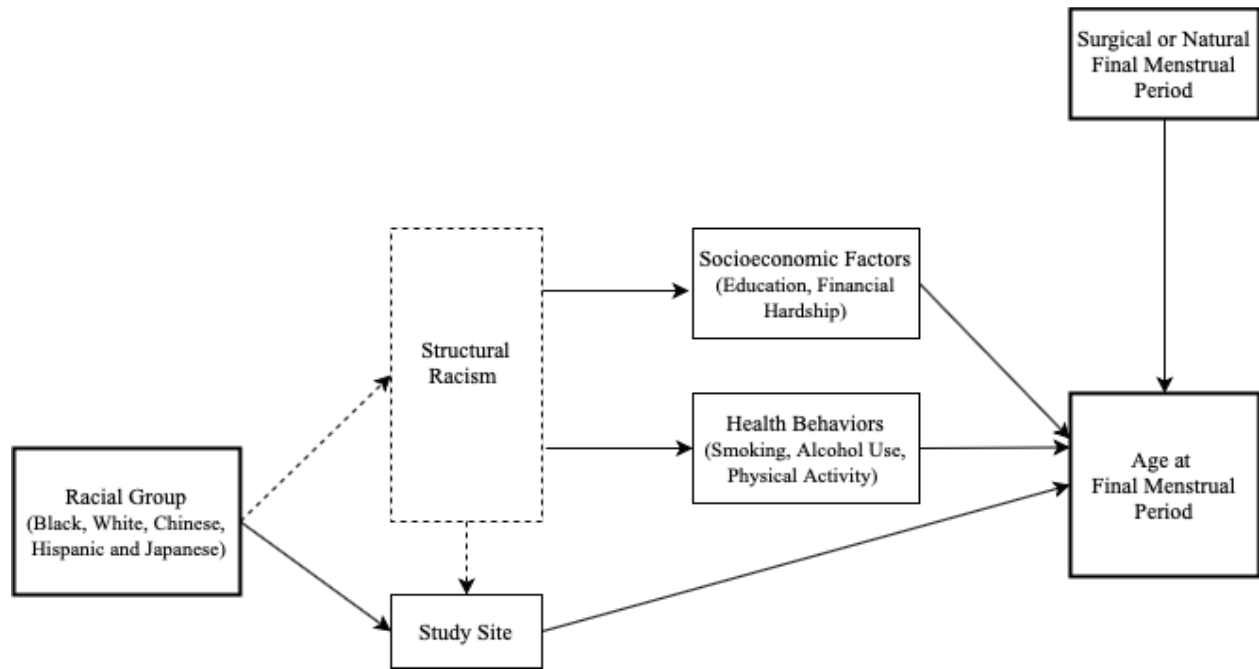 Surgical or Natural
Final Menstrual
Period
Socioeconomic Factors
(Education, Financial
Hardship)
Structural
Racism
Health Behaviors
(Smoking, Alcohol Use,
Physical Activity)
Age at
Final Menstrual
Period
Racial Group
(Black, White, Chinese,
Hispanic and Japanese)
Study Site